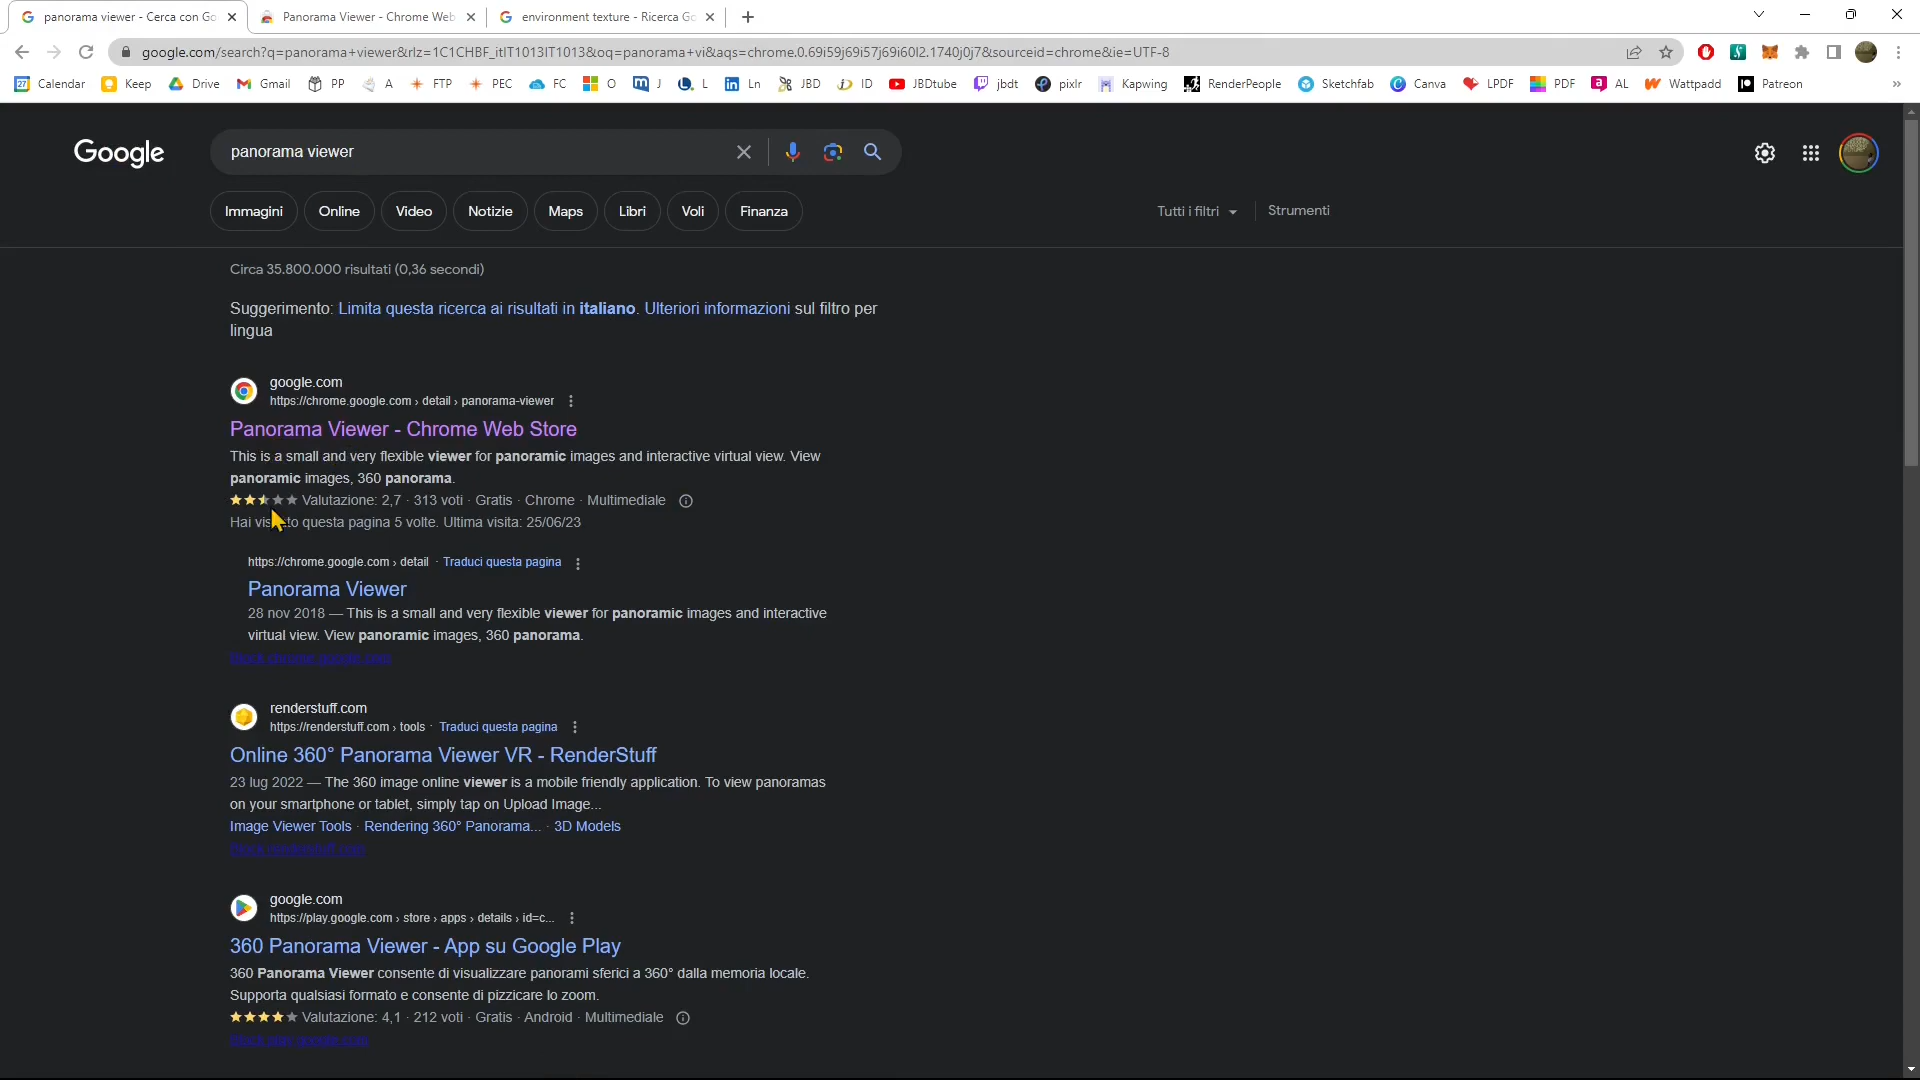 panorama viewer - Cerca con Go
Panorama Viewer - Chrome Web
environment texture - Ricerca Go
google.com/search?q=panorama+viewer&rlz=1C1CHBF_itIT1013IT1013&oq=panorama+vi&aqs=chrome.0.69i59j69i57j69i60l2.1740j0j7&sourceid=chrome&ie=UTF-8
Calendar Keep Drive Gmail PP A FTP PEC FC O J L Ln JBD ID JBDtube jbdt pixlr Kapwing RenderPeople Sketchfab Canva LPDF PDF AL Wattpadd Patreon »
Google
panorama viewer
Immagini Online Video Notizie Maps Libri Voli Finanza
Tutti i filtri Strumenti
Circa 35.800.000 risultati (0,36 secondi)
Suggerimento: Limita questa ricerca ai risultati in italiano. Ulteriori informazioni sul filtro per
lingua
google.com
https://chrome.google.com › detail › panorama-viewer
Panorama Viewer - Chrome Web Store
This is a small and very flexible viewer for panoramic images and interactive virtual view. View
panoramic images, 360 panorama.
Valutazione: 2,7 · 313 voti · Gratis · Chrome · Multimediale
Hai questa pagina 5 volte. Ultima visita: 25/06/23
https://chrome.google.com › detail · Traduci questa pagina
Panorama Viewer
28 nov 2018 — This is a small and very flexible viewer for panoramic images and interactive
virtual view. View panoramic images, 360 panorama.
Block chrome.google.com
renderstuff.com
https://renderstuff.com › tools · Traduci questa pagina
Online 360° Panorama Viewer VR - RenderStuff
23 lug 2022 — The 360 image online viewer is a mobile friendly application. To view panoramas
on your smartphone or tablet, simply tap on Upload Image...
Image Viewer Tools · Rendering 360° Panorama... · 3D Models
Block renderstuff.com
google.com
https://play.google.com › store › apps › details › id=c...
360 Panorama Viewer - App su Google Play
360 Panorama Viewer consente di visualizzare panorami sferici a 360° dalla memoria locale.
Supporta qualsiasi formato e consente di pizzicare lo zoom.
Valutazione: 4,1 · 212 voti · Gratis · Android · Multimediale
Block play.google.com